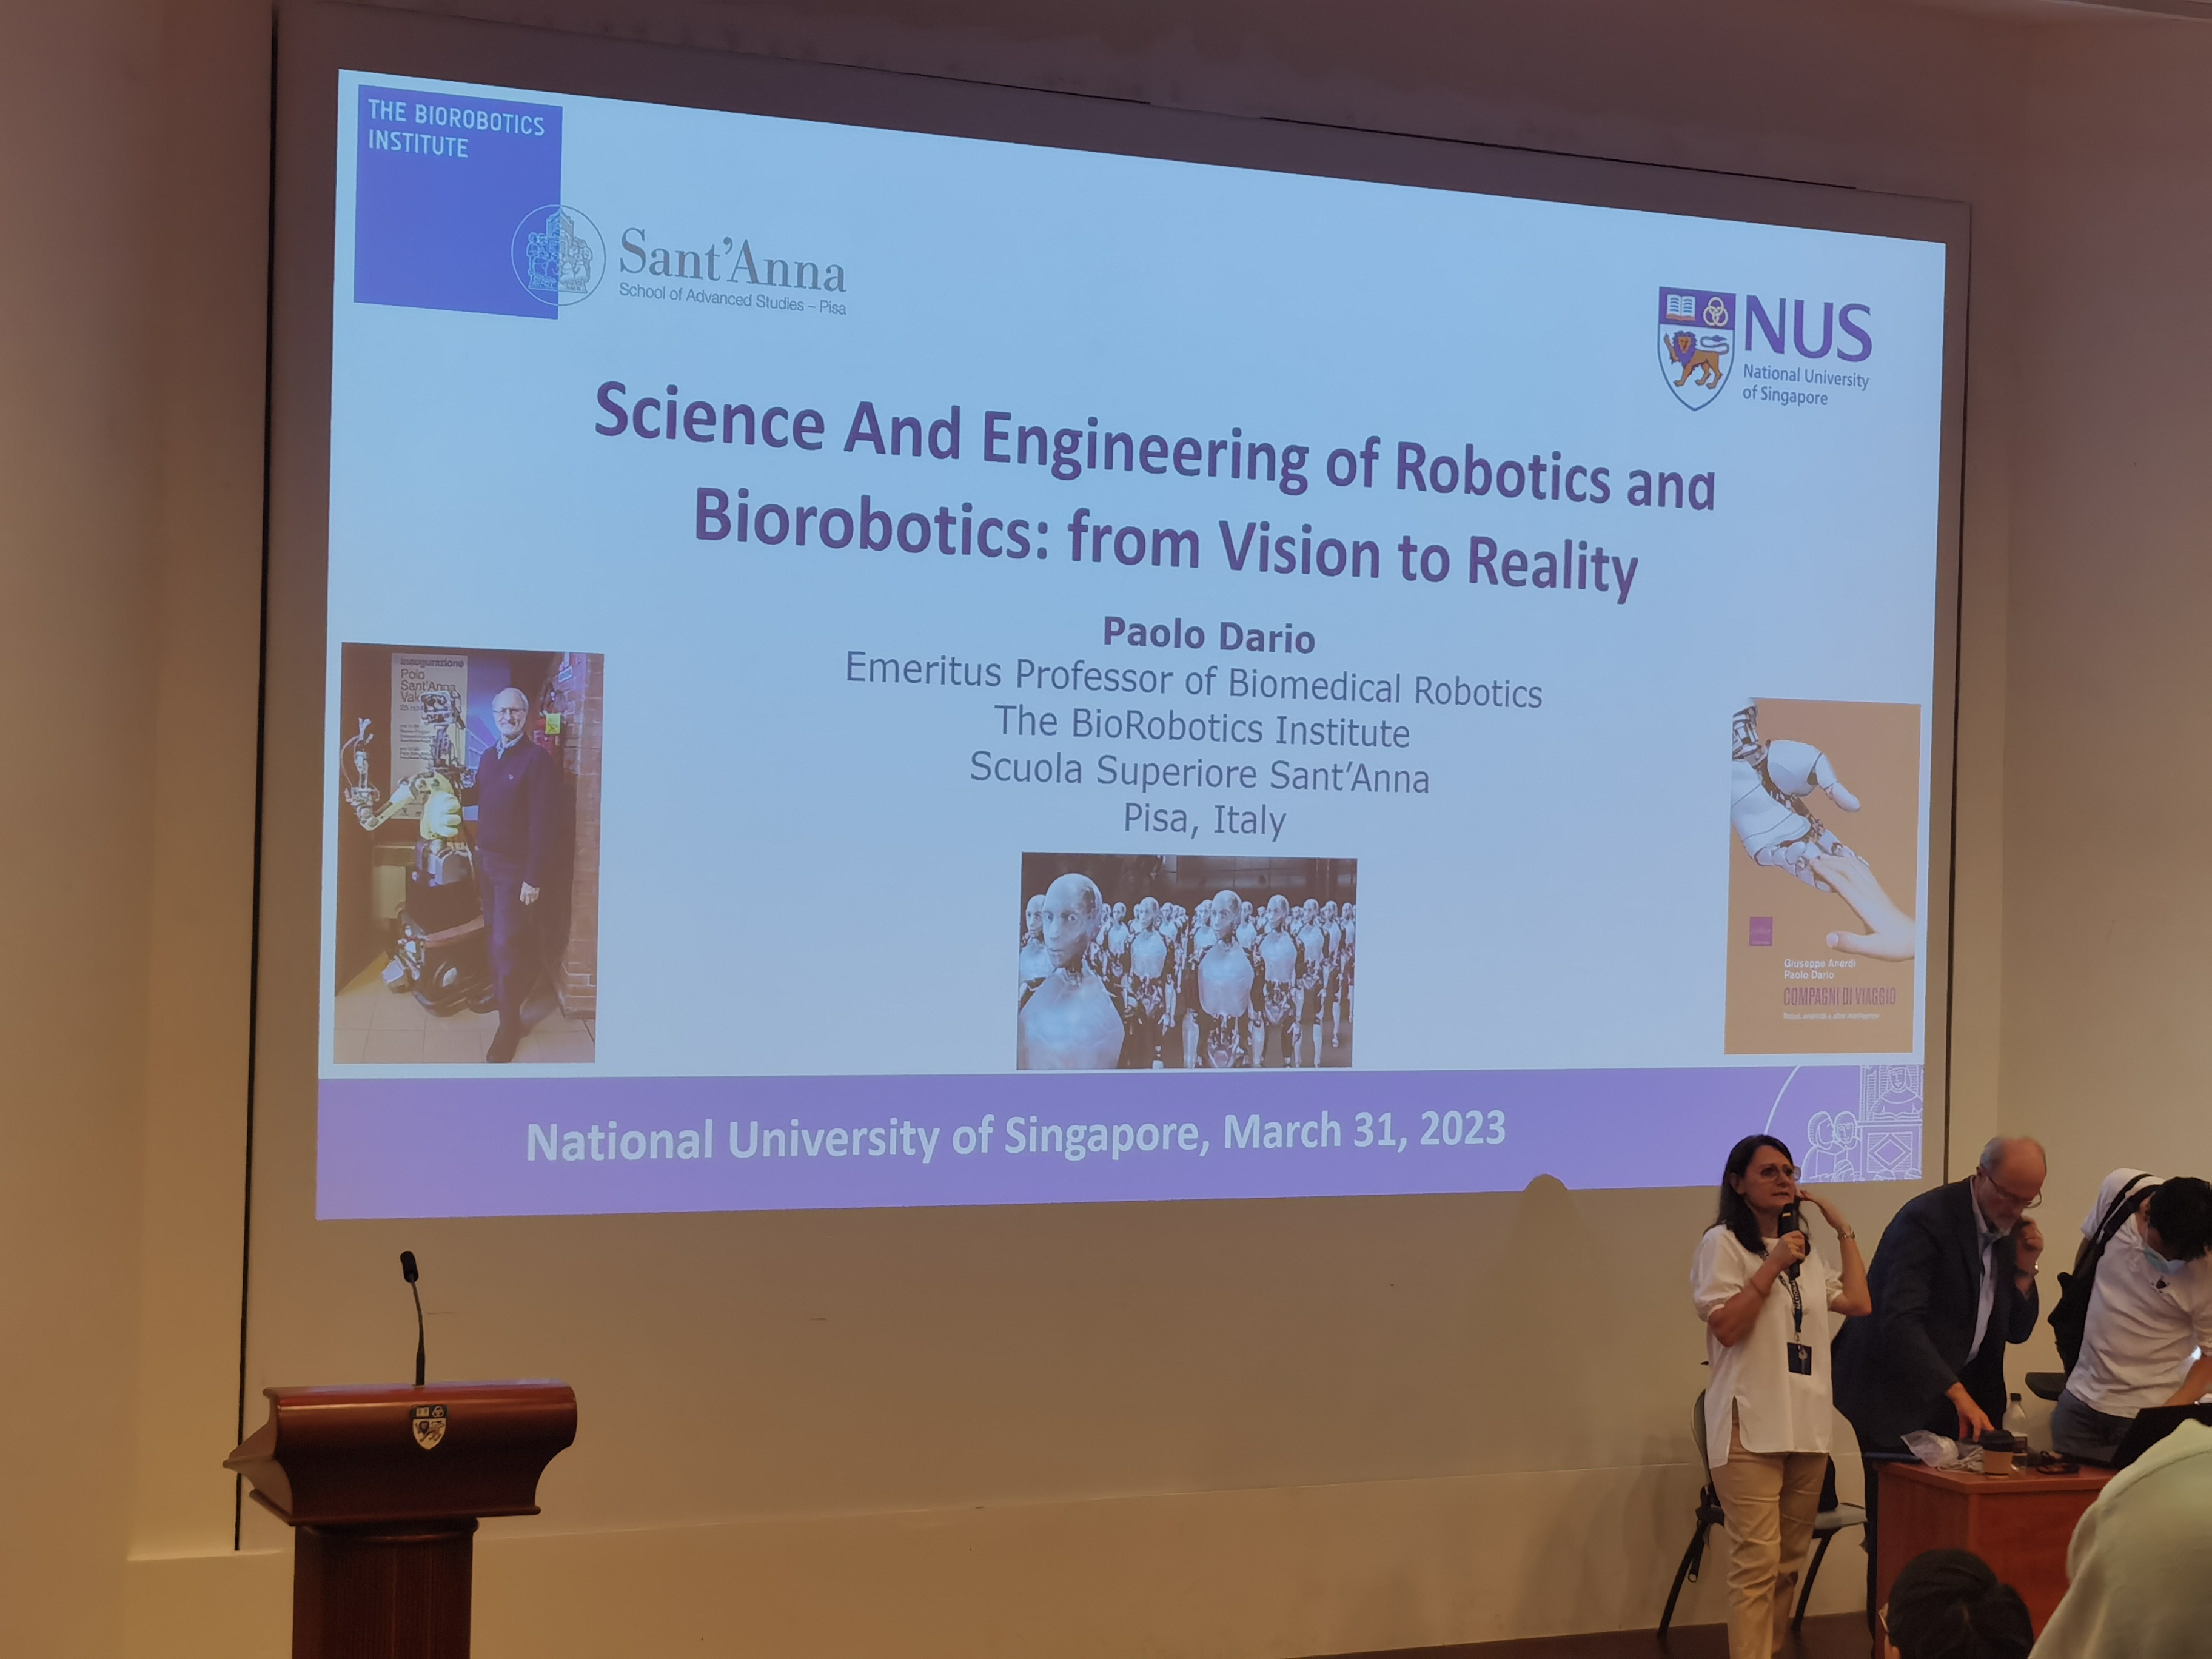 THE BIOROBOTICS
INSTITUTE
Sant'Anna
School of Advanced Studies – Pisa
NUS
National University
of Singapore
Science And Engineering of Robotics and
Biorobotics: from Vision to Reality
Paolo Dario
Emeritus Professor of Biomedical Robotics
The BioRobotics Institute
Scuola Superiore Sant'Anna
Pisa, Italy
inaugurazione
Polo
Sant'Anna
Giuseppe Anerdi
Paolo Dario
COMPAGNI DI VIAGGIO
National University of Singapore, March 31, 2023